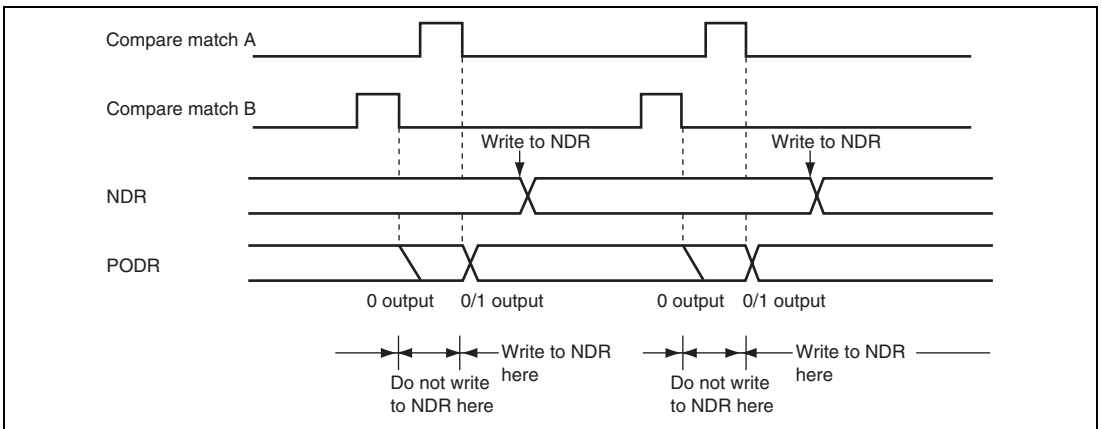 Compare match A
Compare match B
Write to NDR Write to NDR
NDR
PODR
0 output 0/1 output 0 output 0/1 output
Write to NDR
here
Do not write
to NDR here
Write to NDR
here
Do not write
to NDR here